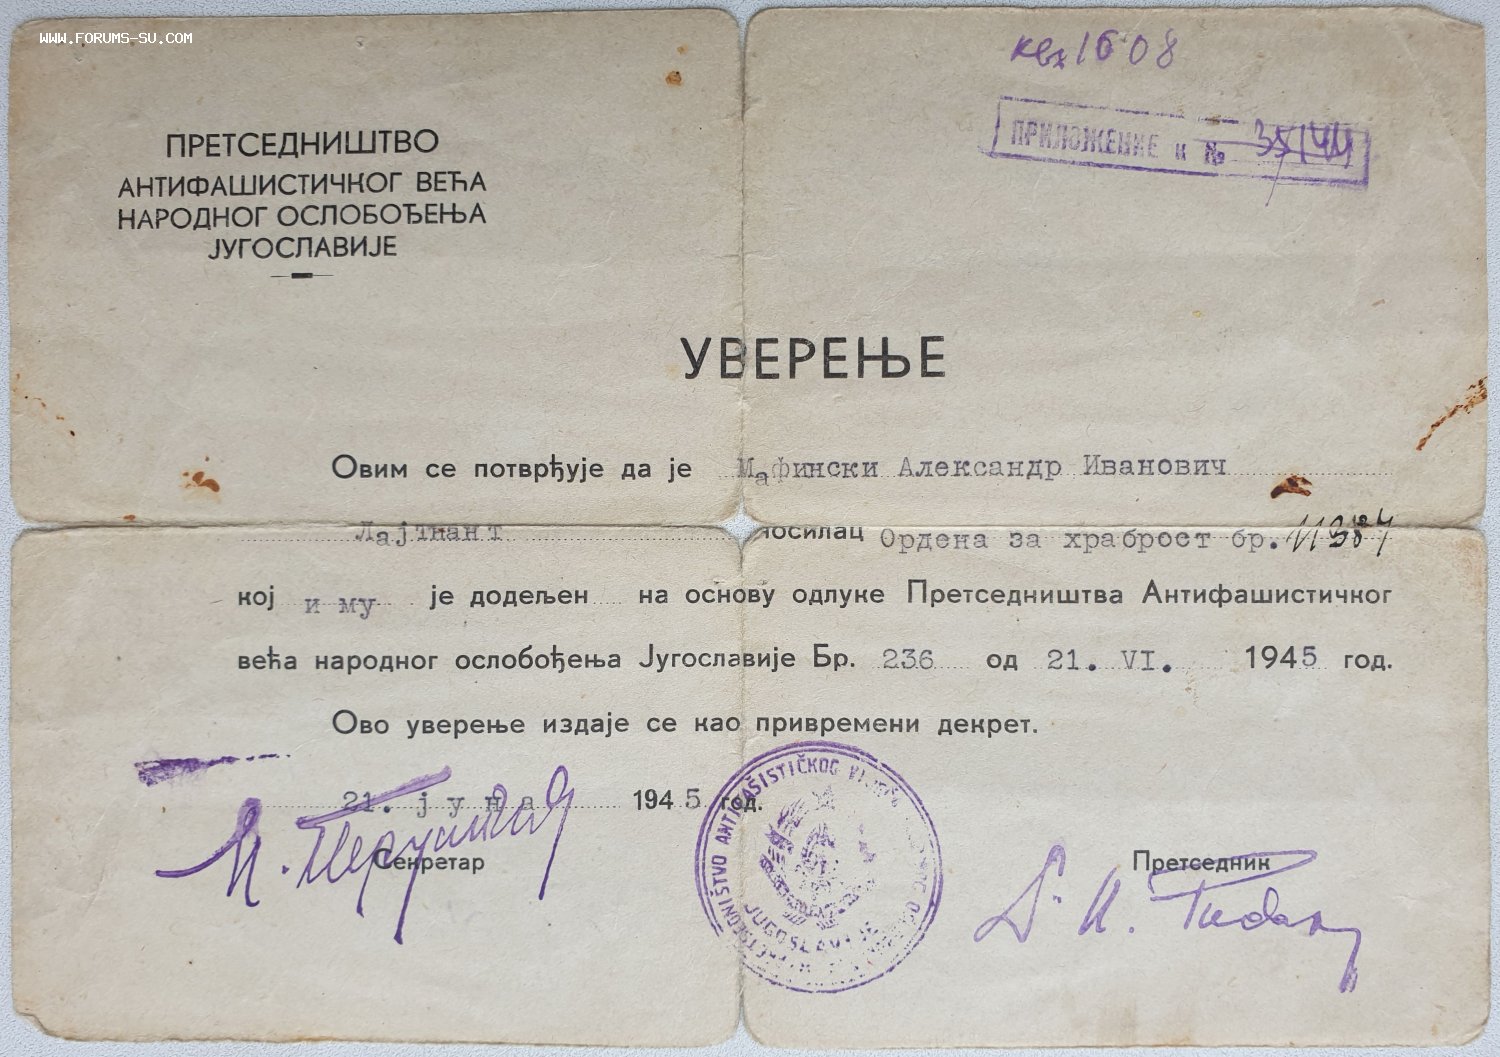 WWW.FORUMS-SU.COM
1608
ПРИЛОЖЕНИЕ к №
ПРЕТСЕДНИШТВО
АНТИФАШИСТИЧКОГ ВЕЋА
НАРОДНОГ ОСЛОБОЂЕЊА
ЈУГОСЛАВИЈЕ
УВЕРЕЊЕ
Овим се потврђује да је Мафински Александр Иванович
Лајтнант носилац Ордена за храброст бр.
кој и му је додељен на основу одлуке Претседништва Антифашистичког
већа народног ослобођења Југославије Бр. 236 од 21. VI. 1945 год.
Ово уверење издаје се као привремени декрет.
21. јуна 1945 год.
Секретар
Претседник
JUGOSLAVIJE